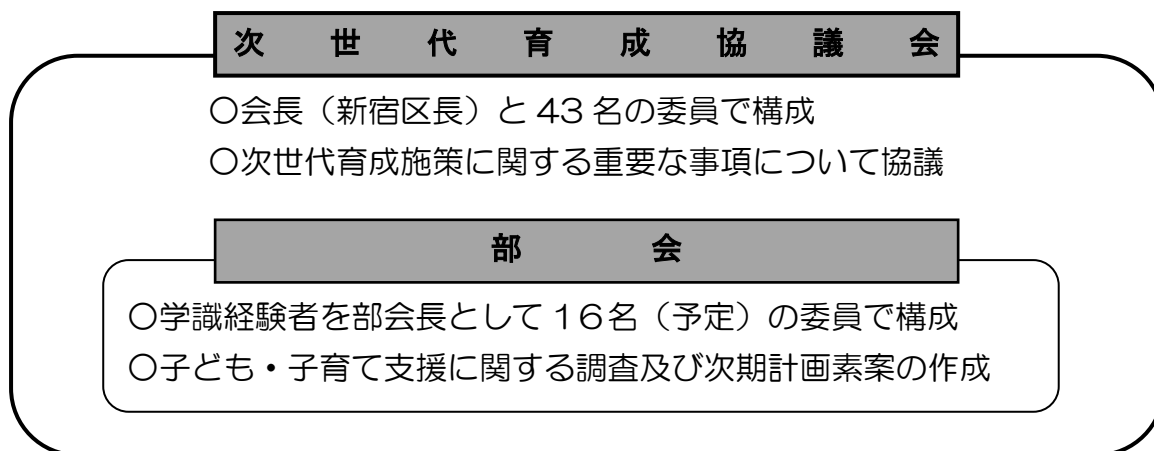 次世代育成協議会
〇会長（新宿区長）と43名の委員で構成
〇次世代育成施策に関する重要な事項について協議
部会
〇学識経験者を部会長として16名（予定）の委員で構成
〇子ども・子育て支援に関する調査及び次期計画素案の作成